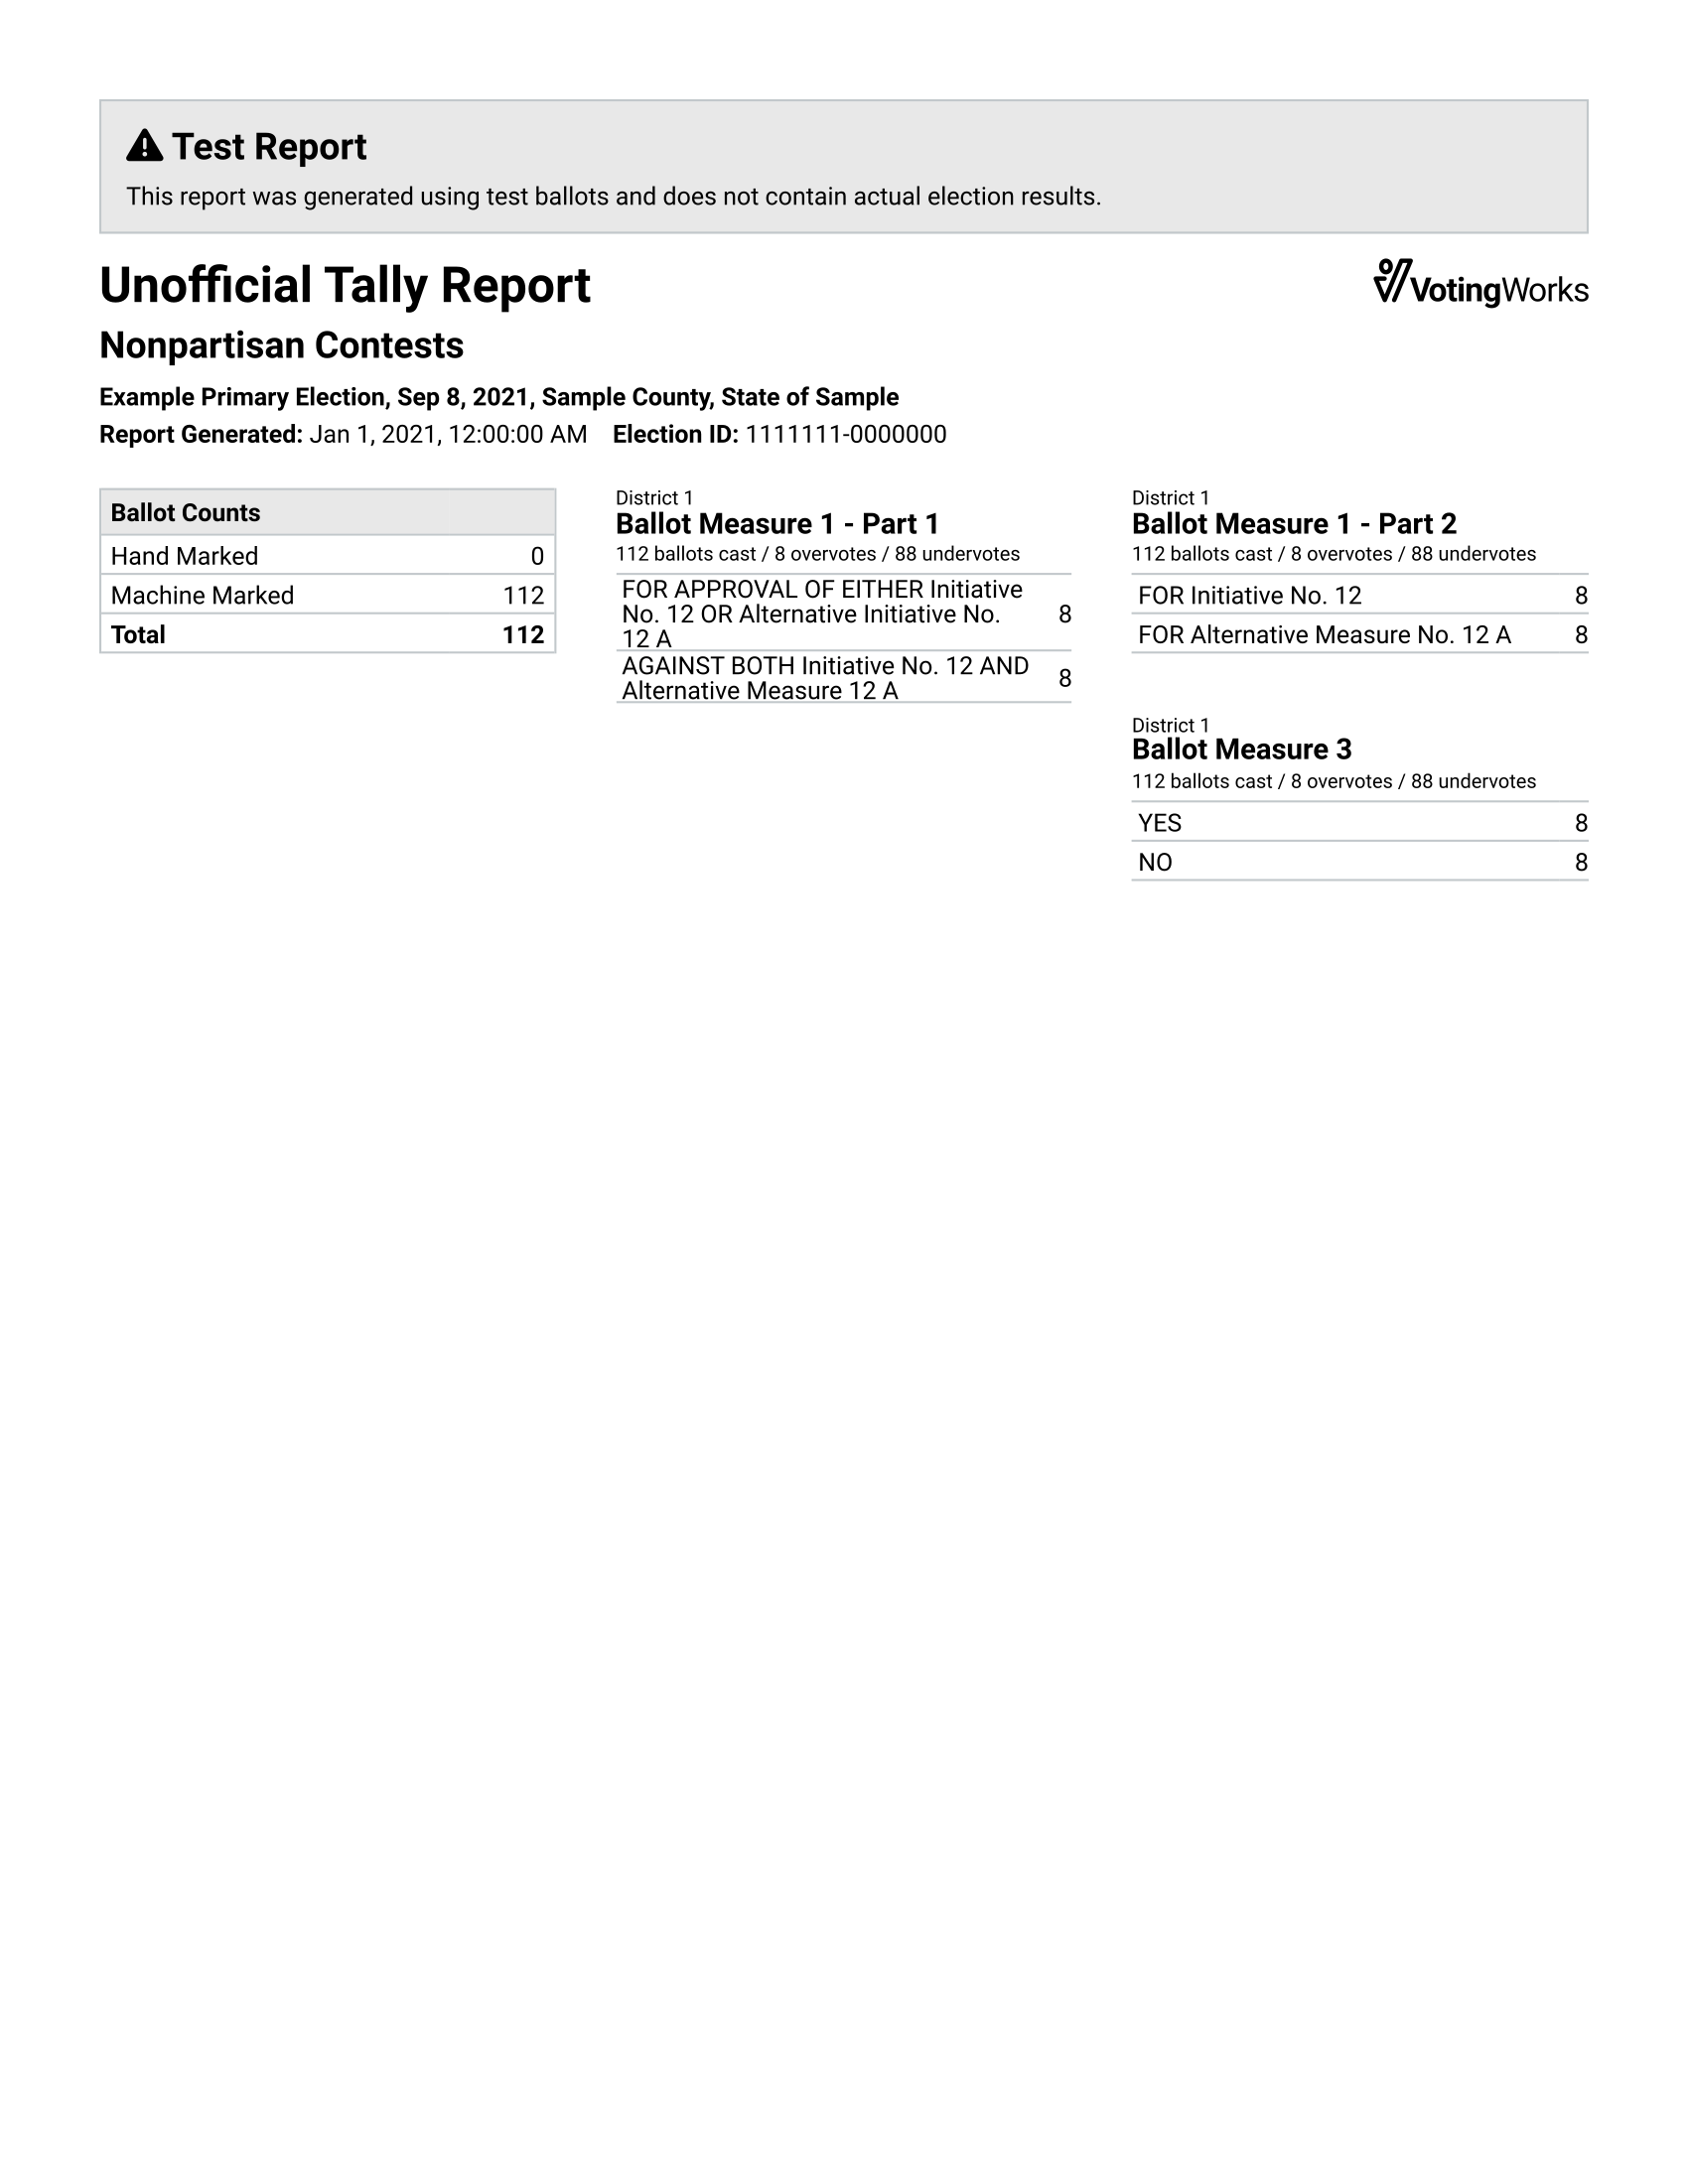 Test Report
This report was generated using test ballots and does not contain actual election results.
Unofficial Tally Report
VotingWorks
Nonpartisan Contests
Example Primary Election, Sep 8, 2021, Sample County, State of Sample
Report Generated: Jan 1, 2021, 12:00:00 AM Election ID: 1111111-0000000
Ballot Counts
Hand Marked 0
Machine Marked 112
Total 112
District 1
Ballot Measure 1 - Part 1
112 ballots cast / 8 overvotes / 88 undervotes
FOR APPROVAL OF EITHER Initiative
No. 12 OR Alternative Initiative No. 8
12 A
AGAINST BOTH Initiative No. 12 AND
Alternative Measure 12 A 8
District 1
Ballot Measure 1 - Part 2
112 ballots cast / 8 overvotes / 88 undervotes
FOR Initiative No. 12 8
FOR Alternative Measure No. 12 A 8
District 1
Ballot Measure 3
112 ballots cast / 8 overvotes / 88 undervotes
YES 8
NO 8